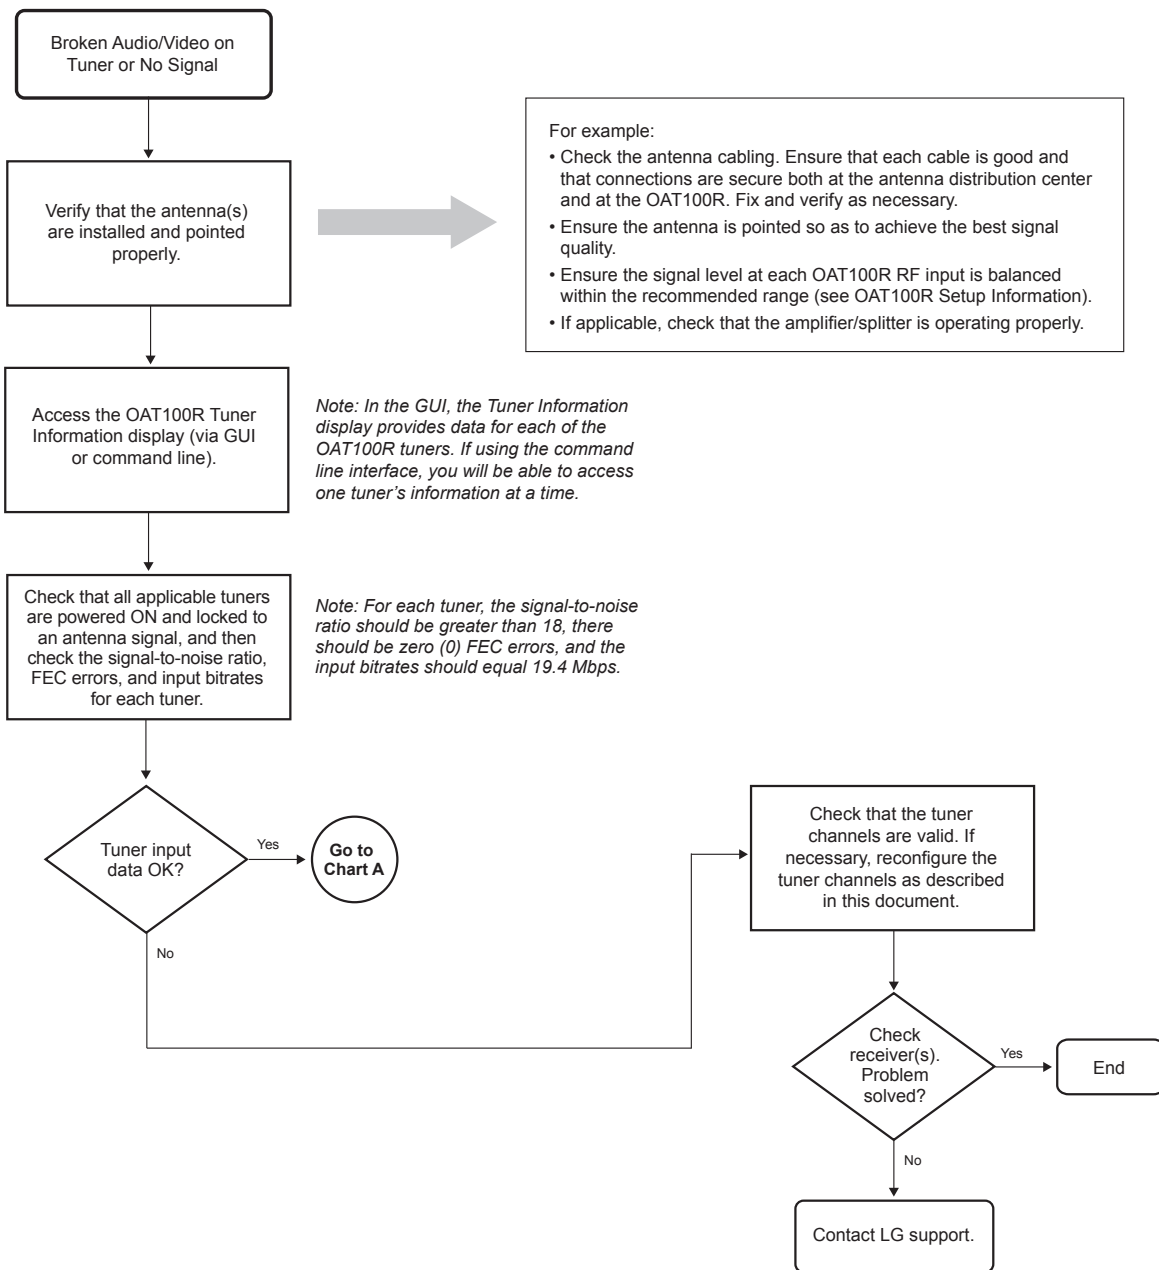 Broken Audio/Video on
Tuner or No Signal
Verify that the antenna(s)
are installed and pointed
properly.
For example:
• Check the antenna cabling. Ensure that each cable is good and
that connections are secure both at the antenna distribution center
and at the OAT100R. Fix and verify as necessary.
• Ensure the antenna is pointed so as to achieve the best signal
quality.
• Ensure the signal level at each OAT100R RF input is balanced
within the recommended range (see OAT100R Setup Information).
• If applicable, check that the amplifier/splitter is operating properly.
Access the OAT100R Tuner
Information display (via GUI
or command line).
Note: In the GUI, the Tuner Information
display provides data for each of the
OAT100R tuners. If using the command
line interface, you will be able to access
one tuner’s information at a time.
Check that all applicable tuners
are powered ON and locked to
an antenna signal, and then
check the signal-to-noise ratio,
FEC errors, and input bitrates
for each tuner.
Note: For each tuner, the signal-to-noise
ratio should be greater than 18, there
should be zero (0) FEC errors, and the
input bitrates should equal 19.4 Mbps.
Tuner input
data OK?
Yes
Go to
Chart A
No
Check that the tuner
channels are valid. If
necessary, reconfigure the
tuner channels as described
in this document.
Check
receiver(s).
Problem
solved?
Yes
End
No
Contact LG support.